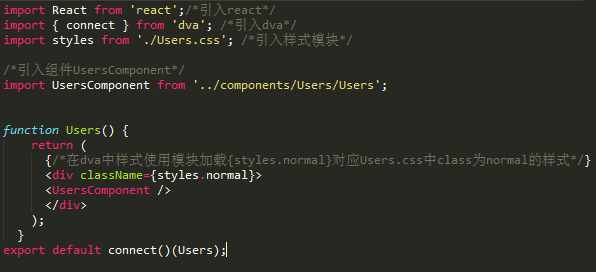 import React from 'react';/*引入react*/
import { connect } from 'dva'; /*引入dva*/
import styles from './Users.css'; /*引入样式模块*/
/*引入组件UsersComponent*/
import UsersComponent from '../components/Users/Users';
function Users() {
return (
{/*在dva中样式使用模块加载{styles.normal}对应Users.css中class为normal的样式*/}
<div className={styles.normal}>
<UsersComponent />
</div>
);
}
export default connect()(Users);